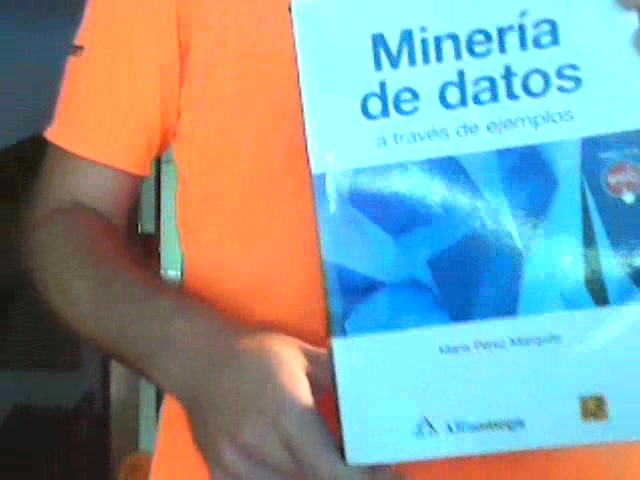 Minería
de datos
a través de ejemplos
María Pérez Marqués
Alfaomega